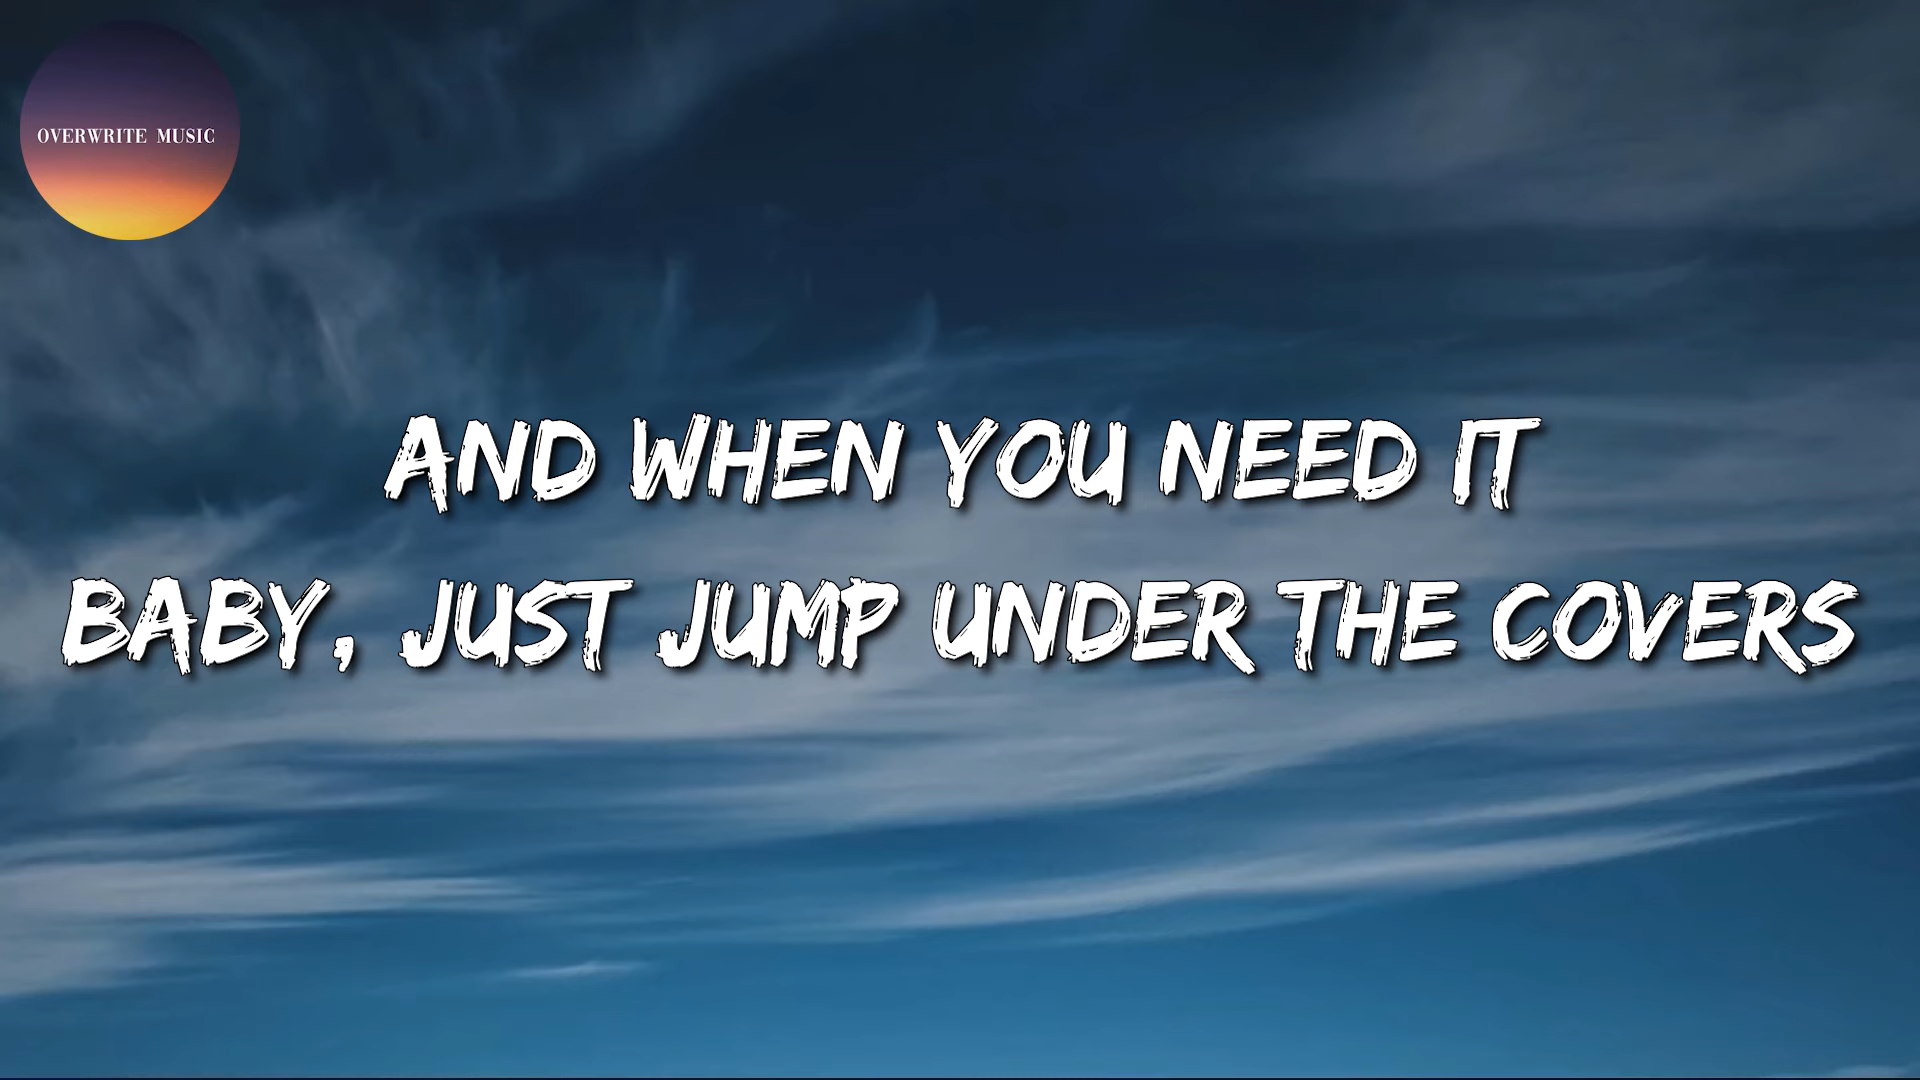 OVERWRITE MUSIC
AND WHEN YOU NEED IT
BABY, JUST JUMP UNDER THE COVERS